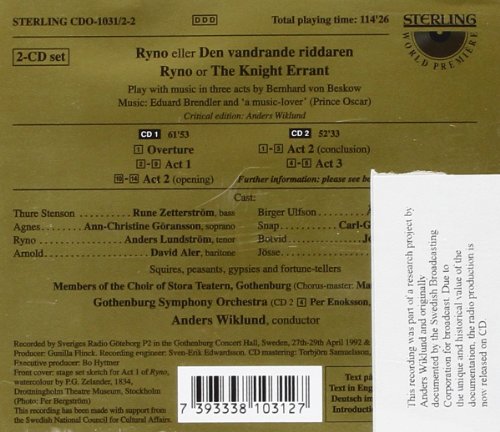 STERLING CDO-1031/2-2
DDD
Total playing time: 114'26
STERLING
WORLD PREMIERE
2-CD set
Ryno eller Den vandrande riddaren
Ryno or The Knight Errant
Play with music in three acts by Bernhard von Beskow
Music: Eduard Brendler and 'a music-lover' (Prince Oscar)
Critical edition: Anders Wiklund
CD 1 61'53
1 Overture
2-9 Act 1
10-14 Act 2 (opening)
CD 2 52'33
1-3 Act 2 (conclusion)
4-8 Act 3
Further information: please see
Cast:
Thure Stenson Rune Zetterström, bass
Agnes Ann-Christine Göransson, soprano
Ryno Anders Lundström, baritone
Arnold David Aler, baritone
Birger Ulfson
Snap Carl-G
Botvid
Jösse
Squires, peasants, gypsies and fortune-tellers
Members of the Choir of Stora Teatern, Gothenburg (Chorus-master: Ma
Gothenburg Symphony Orchestra (CD 2 4 Per Enoksson,
Anders Wiklund, conductor
Recorded by Sveriges Radio Göteborg P2 in the Gothenburg Concert Hall, Sweden, 27th-29th April 1992 &
Producer: Gunilla Flinck. Recording engineer: Sven-Erik Edwardsson. CD mastering: Torbjörn Samuelsson.
Executive producer: Bo Hyttner
Front cover: stage set sketch for Act 1 of Ryno,
watercolour by P.G. Zelander, 1834,
Drottningholm Theatre Museum, Stockholm
(Photo: Per Bergström)
This recording has been made with support from
the Swedish National Council for Cultural Affairs.
7 393338 103127
Text på
Text in Eng
Deutsch im
Introduction
This recording was part of a research project by
Anders Wiklund and originally
documented by the Swedish Broadcasting
Corporation for broadcast. Due to
the unique and historical value of the
documentation, the radio production is
now released on CD.